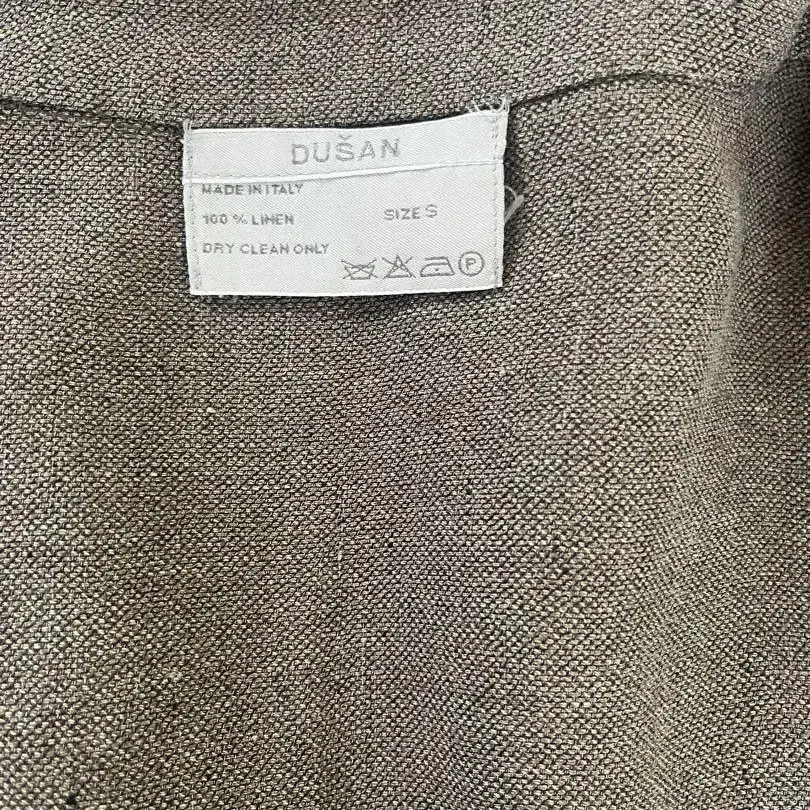 DUŠAN
MADE IN ITALY
100 % LINEN
SIZE S
DRY CLEAN ONLY
P